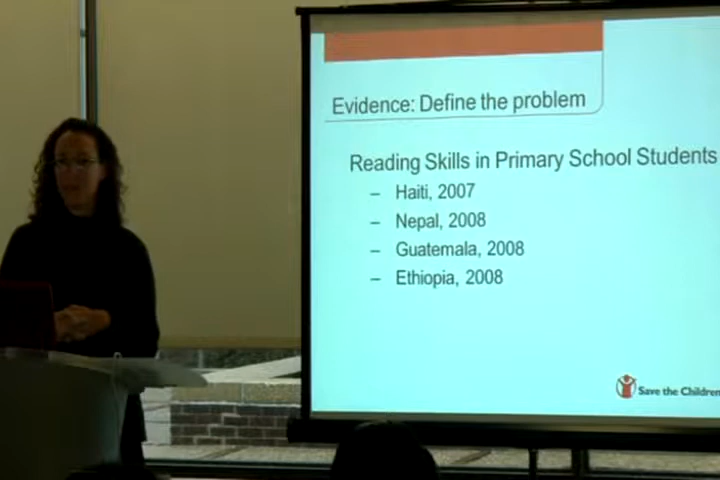 Evidence: Define the problem
Reading Skills in Primary School Students
– Haiti, 2007
– Nepal, 2008
– Guatemala, 2008
– Ethiopia, 2008
Save the Children